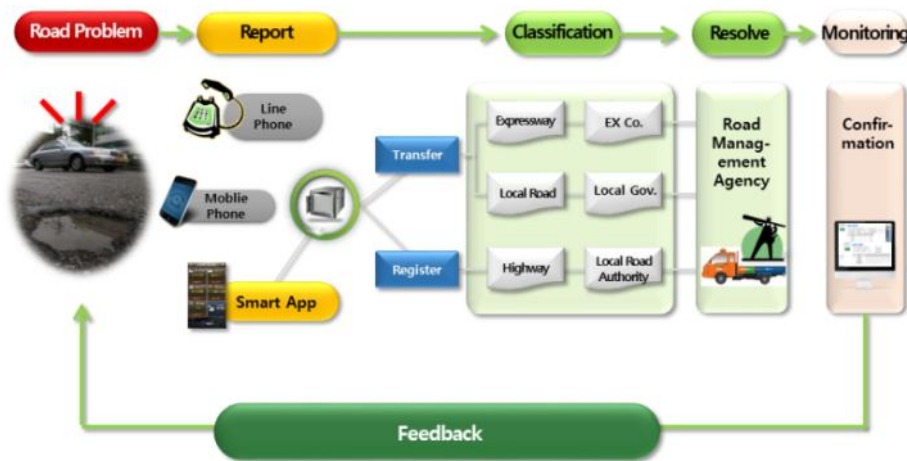 Road Problem
Report
Classification
Resolve
Monitoring
Line
Phone
Moblie
Phone
Smart App
Transfer
Register
Expressway
EX Co.
Local Road
Local Gov.
Highway
Local Road
Authority
Road
Manag-
ement
Agency
Confir-
mation
Feedback